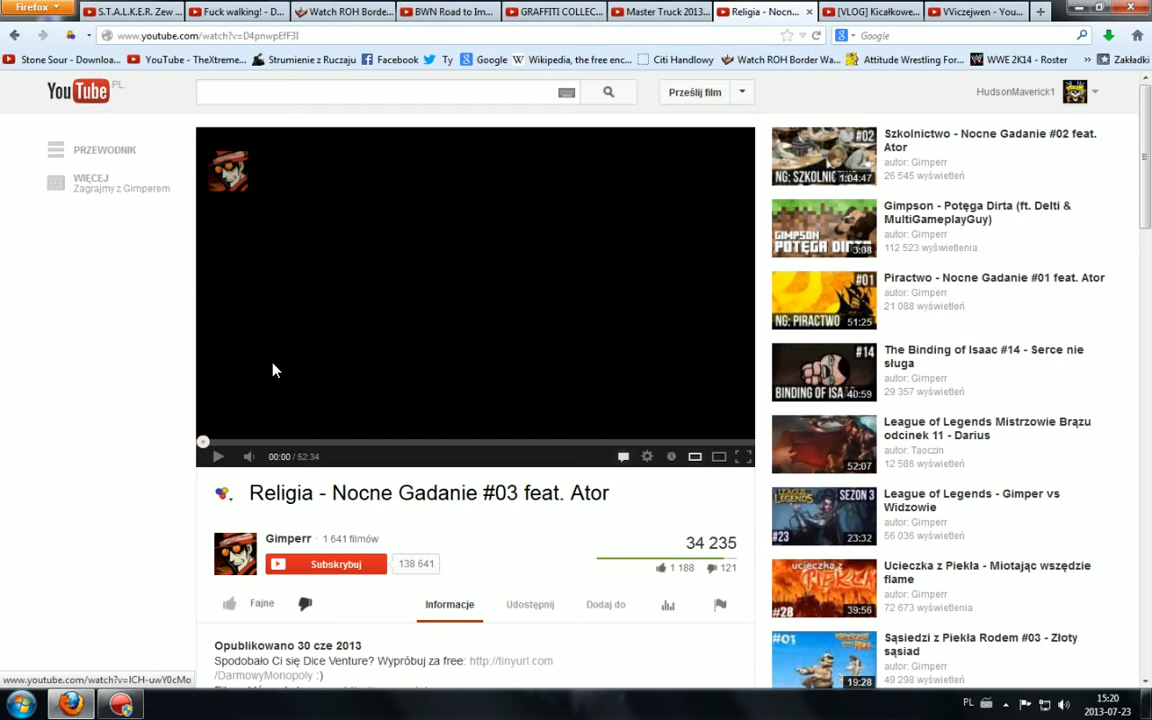 Firefox
S.T.A.L.K.E.R. Zew ...
Fuck walking! - D...
Watch ROH Borde...
BWN Road to Im...
GRAFFITI COLLEC...
Master Truck 2013...
Religia - Nocn...
[VLOG] Kicałkowe...
VViczejwen - You...
www.youtube.com/watch?v=D4pnwpEfF3I
Google
Stone Sour - Downloa...
YouTube - TheXtreme...
Strumienie z Ruczaju
Facebook
Ty
Google
Wikipedia, the free enc...
Citi Handlowy
Watch ROH Border Wa...
Attitude Wrestling For...
WWE 2K14 - Roster
Zakładki
YouTube PL
Prześlij film
HudsonMaverick1
PRZEWODNIK
WIĘCEJ
Zagrajmy z Gimperem
00:00 / 52:34
Religia - Nocne Gadanie #03 feat. Ator
Gimperr · 1 641 filmów
Subskrybuj
138 641
34 235
1 188
121
Fajne
Informacje
Udostępnij
Dodaj do
Opublikowano 30 cze 2013
Spodobało Ci się Dice Venture? Wypróbuj za free: http://tinyurl.com
/DarmowyMonopoly :)
#02
NG: SZKOLNIC
1:04:47
Szkolnictwo - Nocne Gadanie #02 feat.
Ator
autor: Gimperr
26 545 wyświetleń
GIMPSON
POTĘGA DIRTA
3:08
Gimpson - Potęga Dirta (ft. Delti &
MultiGameplayGuy)
autor: Gimperr
112 523 wyświetlenia
#01
NG: PIRACTWO
51:25
Piractwo - Nocne Gadanie #01 feat. Ator
autor: Gimperr
21 088 wyświetleń
#14
BINDING OF ISA
40:59
The Binding of Isaac #14 - Serce nie
sługa
autor: Gimperr
29 357 wyświetleń
52:07
League of Legends Mistrzowie Brązu
odcinek 11 - Darius
autor: Taoczin
12 586 wyświetleń
SEZON 3
#23
23:32
League of Legends - Gimper vs
Widzowie
autor: Gimperr
56 036 wyświetleń
ucieczka z
PIEKŁA
#28
39:56
Ucieczka z Piekła - Miotając wszędzie
flame
autor: Gimperr
72 673 wyświetlenia
#03
19:28
Sąsiedzi z Piekła Rodem #03 - Złoty
sąsiad
autor: Gimperr
49 298 wyświetleń
www.youtube.com/watch?v=ICH-uwY0cMo
PL
15:20
2013-07-23